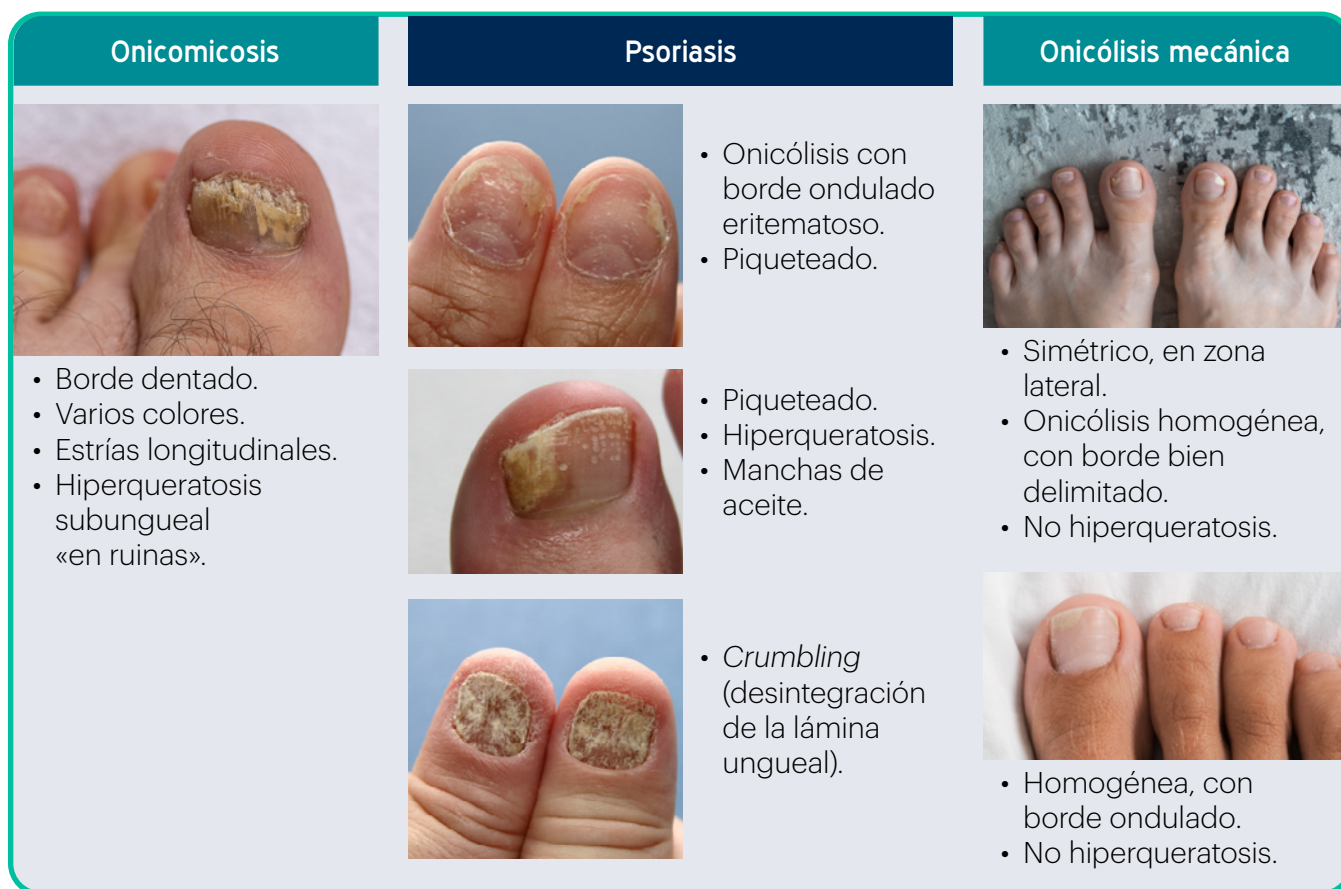 Onicomicosis
Psoriasis
Onicólisis mecánica
• Borde dentado.
• Varios colores.
• Estrías longitudinales.
• Hiperqueratosis
subungueal
«en ruinas».
• Onicólisis con
borde ondulado
eritematoso.
• Piqueteado.
• Piqueteado.
• Hiperqueratosis.
• Manchas de
aceite.
• Crumbling
(desintegración
de la lámina
ungueal).
• Simétrico, en zona
lateral.
• Onicólisis homogénea,
con borde bien
delimitado.
• No hiperqueratosis.
• Homogénea, con
borde ondulado.
• No hiperqueratosis.